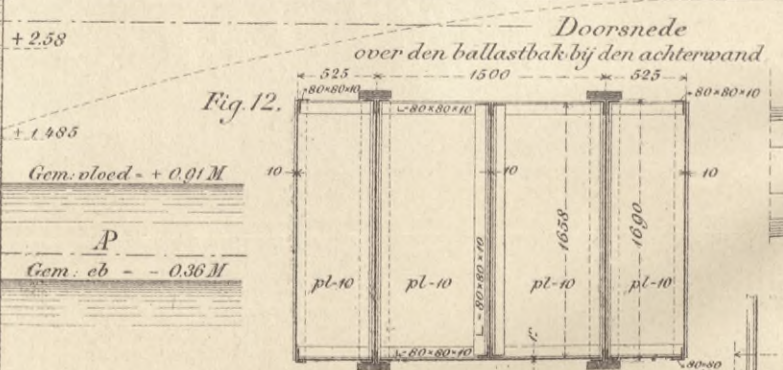 + 2.58
Doorsnede
over den ballastbak bij den achterwand
525 1500 525
80×80×10 80×80×10
Fig. 12.
80×80×10
+ 1.485
Gem: vloed = + 0.91 M
10 10 10
AP
1658 1690
Gem: eb = - 0.36 M
80×80×10
pl-10 pl-10 pl-10 pl-10
80×80×10
80×80